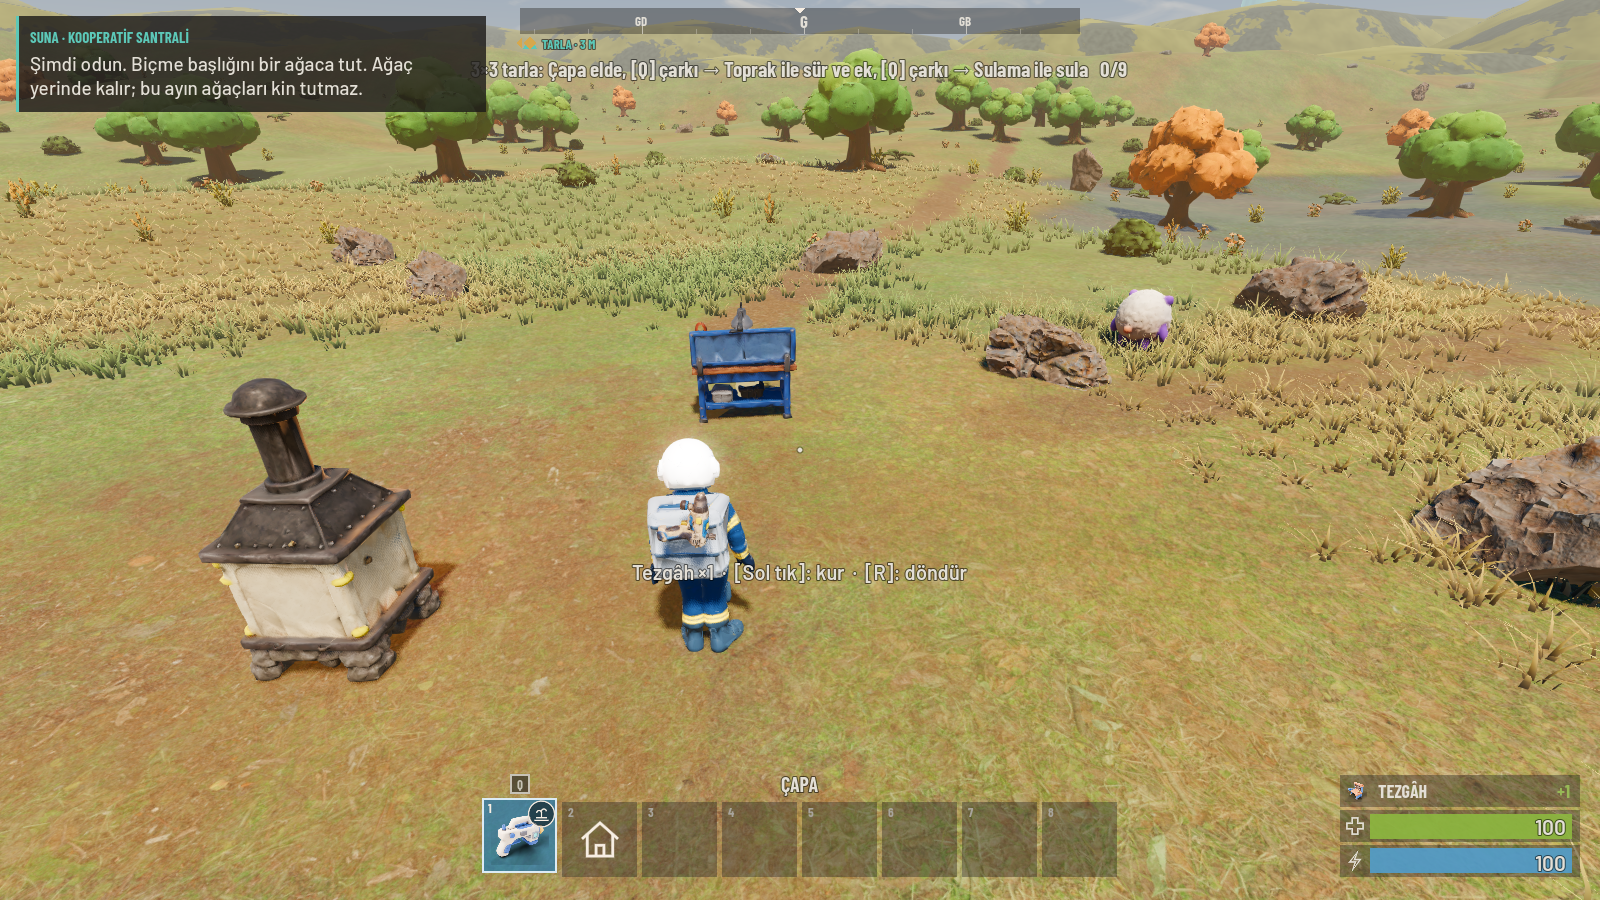 SUNA · KOOPERATİF SANTRALİ
Şimdi odun. Biçme başlığını bir ağaca tut. Ağaç
yerinde kalır; bu ayın ağaçları kin tutmaz.
GD
G
GB
TARLA · 3 M
3×3 tarla: Çapa elde, [Q] çarkı → Toprak ile sür ve ek, [Q] çarkı → Sulama ile sula 0/9
Tezgâh ×1 · [Sol tık]: kur · [R]: döndür
ÇAPA
Q
1
2
3
4
5
6
7
8
TEZGÂH +1
100
100